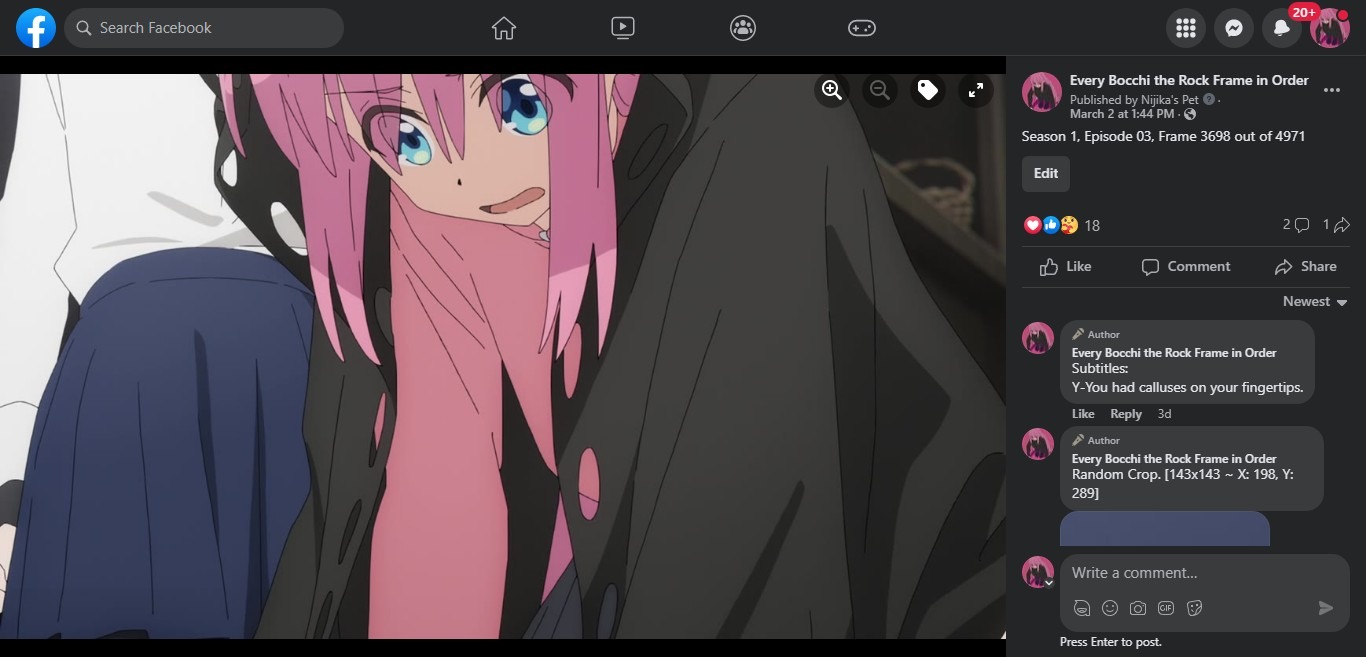 Search Facebook
20+
Every Bocchi the Rock Frame in Order
Published by Nijika's Pet ·
March 2 at 1:44 PM ·
Season 1, Episode 03, Frame 3698 out of 4971
Edit
18
2
1
Like
Comment
Share
Newest
Author
Every Bocchi the Rock Frame in Order
Subtitles:
Y-You had calluses on your fingertips.
Like Reply 3d
Author
Every Bocchi the Rock Frame in Order
Random Crop. [143x143 ~ X: 198, Y:
289]
Write a comment...
GIF
Press Enter to post.